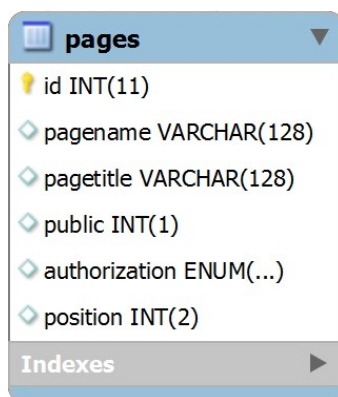 pages
id INT(11)
pagename VARCHAR(128)
pagetitle VARCHAR(128)
public INT(1)
authorization ENUM(...)
position INT(2)
Indexes